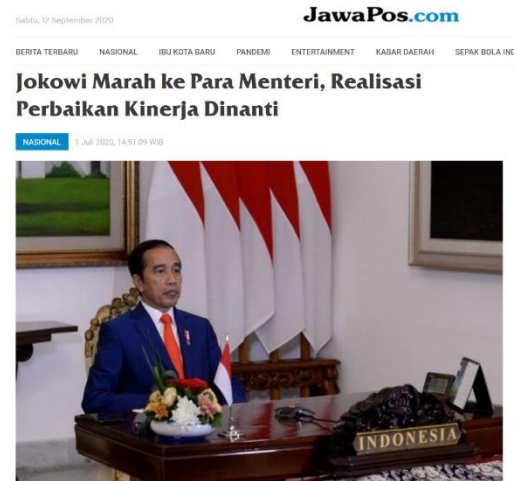 Sabtu, 12 September 2020
JawaPos.com
BERITA TERBARU NASIONAL IBU KOTA BARU PANDEMI ENTERTAINMENT KABAR DAERAH SEPAK BOLA IND
Jokowi Marah ke Para Menteri, Realisasi
Perbaikan Kinerja Dinanti
NASIONAL 1 Juli 2020, 14:51:09 WIB
INDONESIA